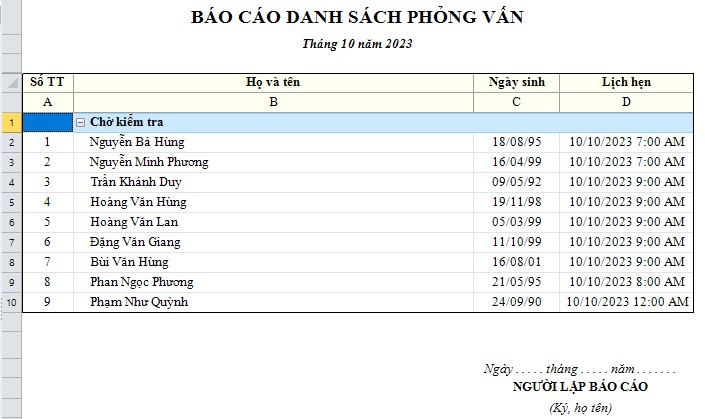 BÁO CÁO DANH SÁCH PHỎNG VẤN
Tháng 10 năm 2023
Số TT Họ và tên Ngày sinh Lịch hẹn
A B C D
1 Chờ kiểm tra
2 1 Nguyễn Bá Hùng 18/08/95 10/10/2023 7:00 AM
3 2 Nguyễn Minh Phương 16/04/99 10/10/2023 7:00 AM
4 3 Trần Khánh Duy 09/05/92 10/10/2023 9:00 AM
5 4 Hoàng Văn Hùng 19/11/98 10/10/2023 9:00 AM
6 5 Hoàng Văn Lan 05/03/99 10/10/2023 9:00 AM
7 6 Đặng Văn Giang 11/10/99 10/10/2023 9:00 AM
8 7 Bùi Văn Hùng 16/08/01 10/10/2023 9:00 AM
9 8 Phan Ngọc Phương 21/05/95 10/10/2023 8:00 AM
10 9 Phạm Như Quỳnh 24/09/90 10/10/2023 12:00 AM
Ngày . . . . . tháng . . . . . năm . . . . . . .
NGƯỜI LẬP BÁO CÁO
(Ký, họ tên)